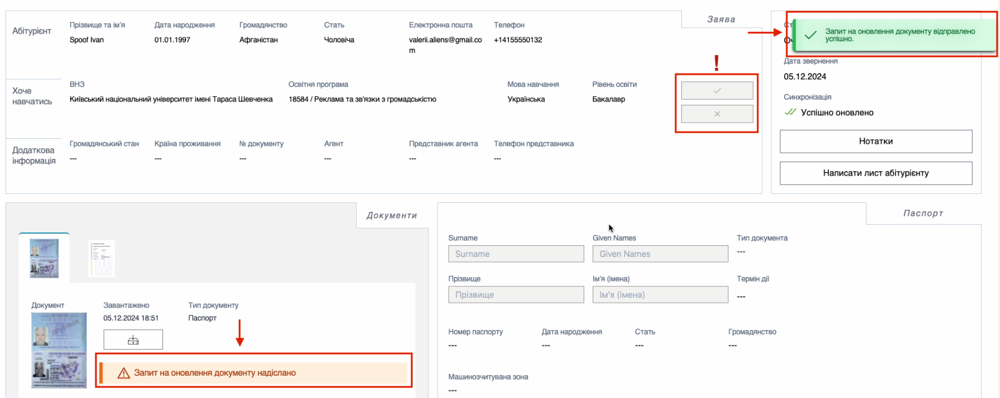 Заява
Абітурієнт
Прізвище та ім'я
Дата народження
Громадянство
Стать
Електронна пошта
Телефон
Spoof Ivan
01.01.1997
Афганістан
Чоловіча
valerii.aliens@gmail.co
m
+14155550132
Запит на оновлення документу відправлено
успішно.
Дата звернення
05.12.2024
Синхронізація
Успішно оновлено
Нотатки
Написати лист абітурієнту
!
Хоче
навчатись
ВНЗ
Освітня програма
Мова навчання
Рівень освіти
Київський національний університет імені Тараса Шевченка
18584 / Реклама та зв'язки з громадськістю
Українська
Бакалавр
Додаткова
інформація
Громадянський стан
Країна проживання
№ документу
Агент
Представник агента
Телефон представника
---
---
---
---
---
---
Документи
Документ
Завантажено
Тип документу
05.12.2024 18:51
Паспорт
Запит на оновлення документу надіслано
Паспорт
Surname
Given Names
Тип документа
Surname
Given Names
---
Прізвище
Ім'я (імена)
Термін дії
Прізвище
Ім'я (імена)
---
Номер паспорту
Дата народження
Стать
Громадянство
---
---
---
---
Машинозчитувана зона
---